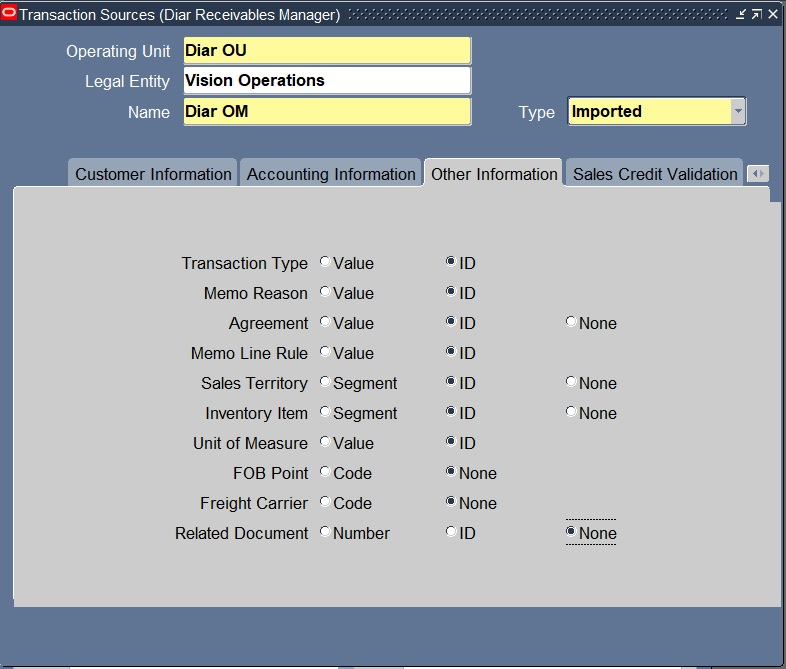 Transaction Sources (Diar Receivables Manager)
Operating Unit Diar OU
Legal Entity Vision Operations
Name Diar OM Type Imported
Customer Information Accounting Information Other Information Sales Credit Validation
Transaction Type Value ID
Memo Reason Value ID
Agreement Value ID None
Memo Line Rule Value ID
Sales Territory Segment ID None
Inventory Item Segment ID None
Unit of Measure Value ID
FOB Point Code None
Freight Carrier Code None
Related Document Number ID None